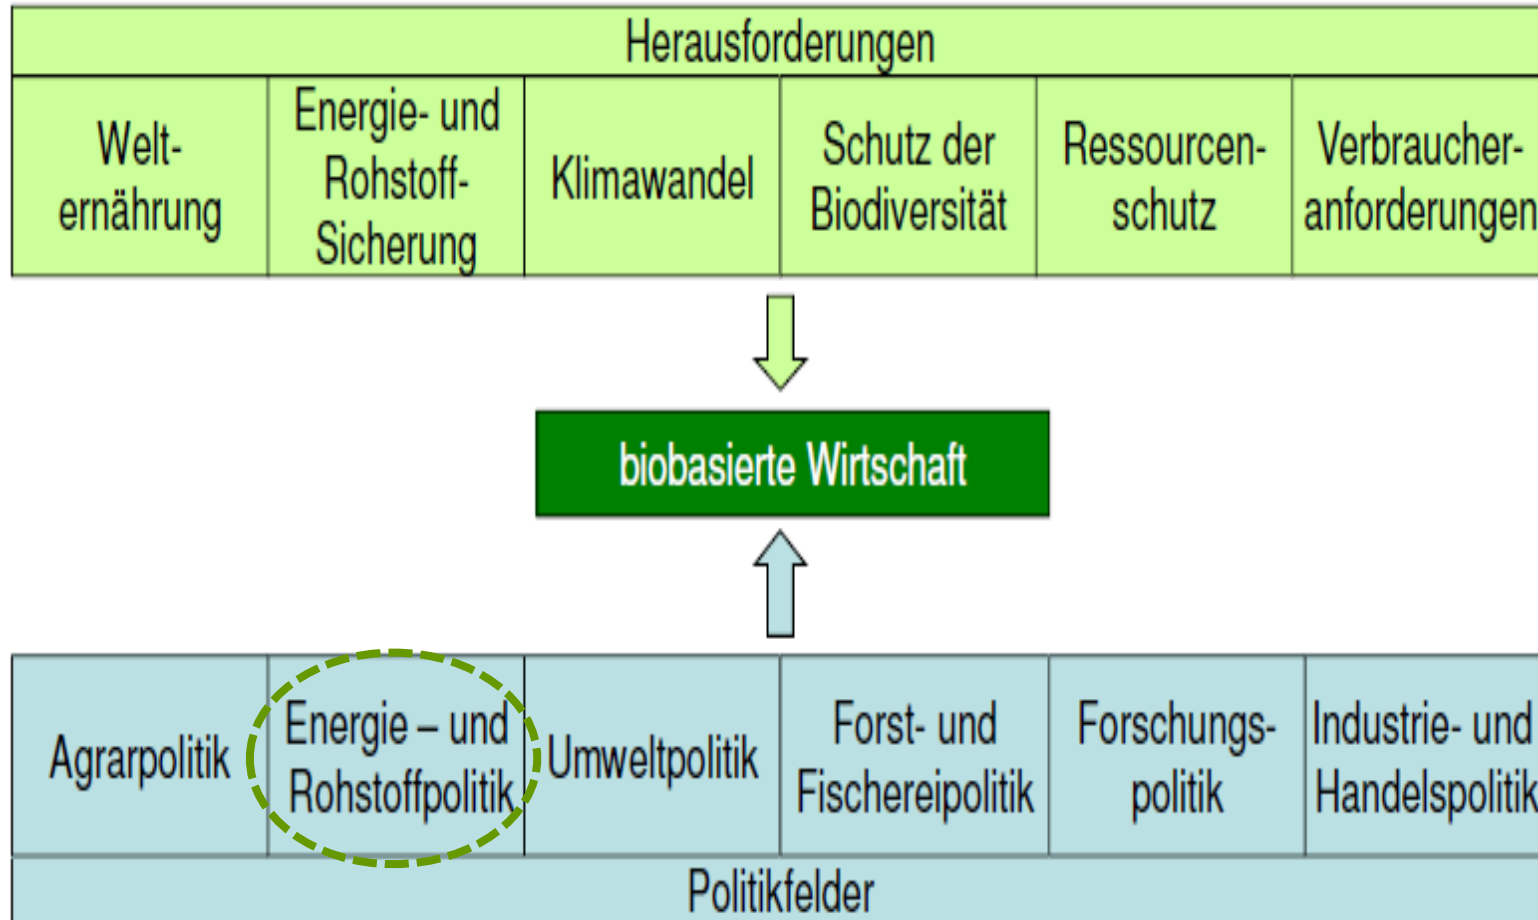 Herausforderungen
Welt-
ernährung
Energie- und
Rohstoff-
Sicherung
Klimawandel
Schutz der
Biodiversität
Ressourcen-
schutz
Verbraucher-
anforderungen
biobasierte Wirtschaft
Agrarpolitik
Energie – und
Rohstoffpolitik
Umweltpolitik
Forst- und
Fischereipolitik
Forschungs-
politik
Industrie- und
Handelspolitik
Politikfelder